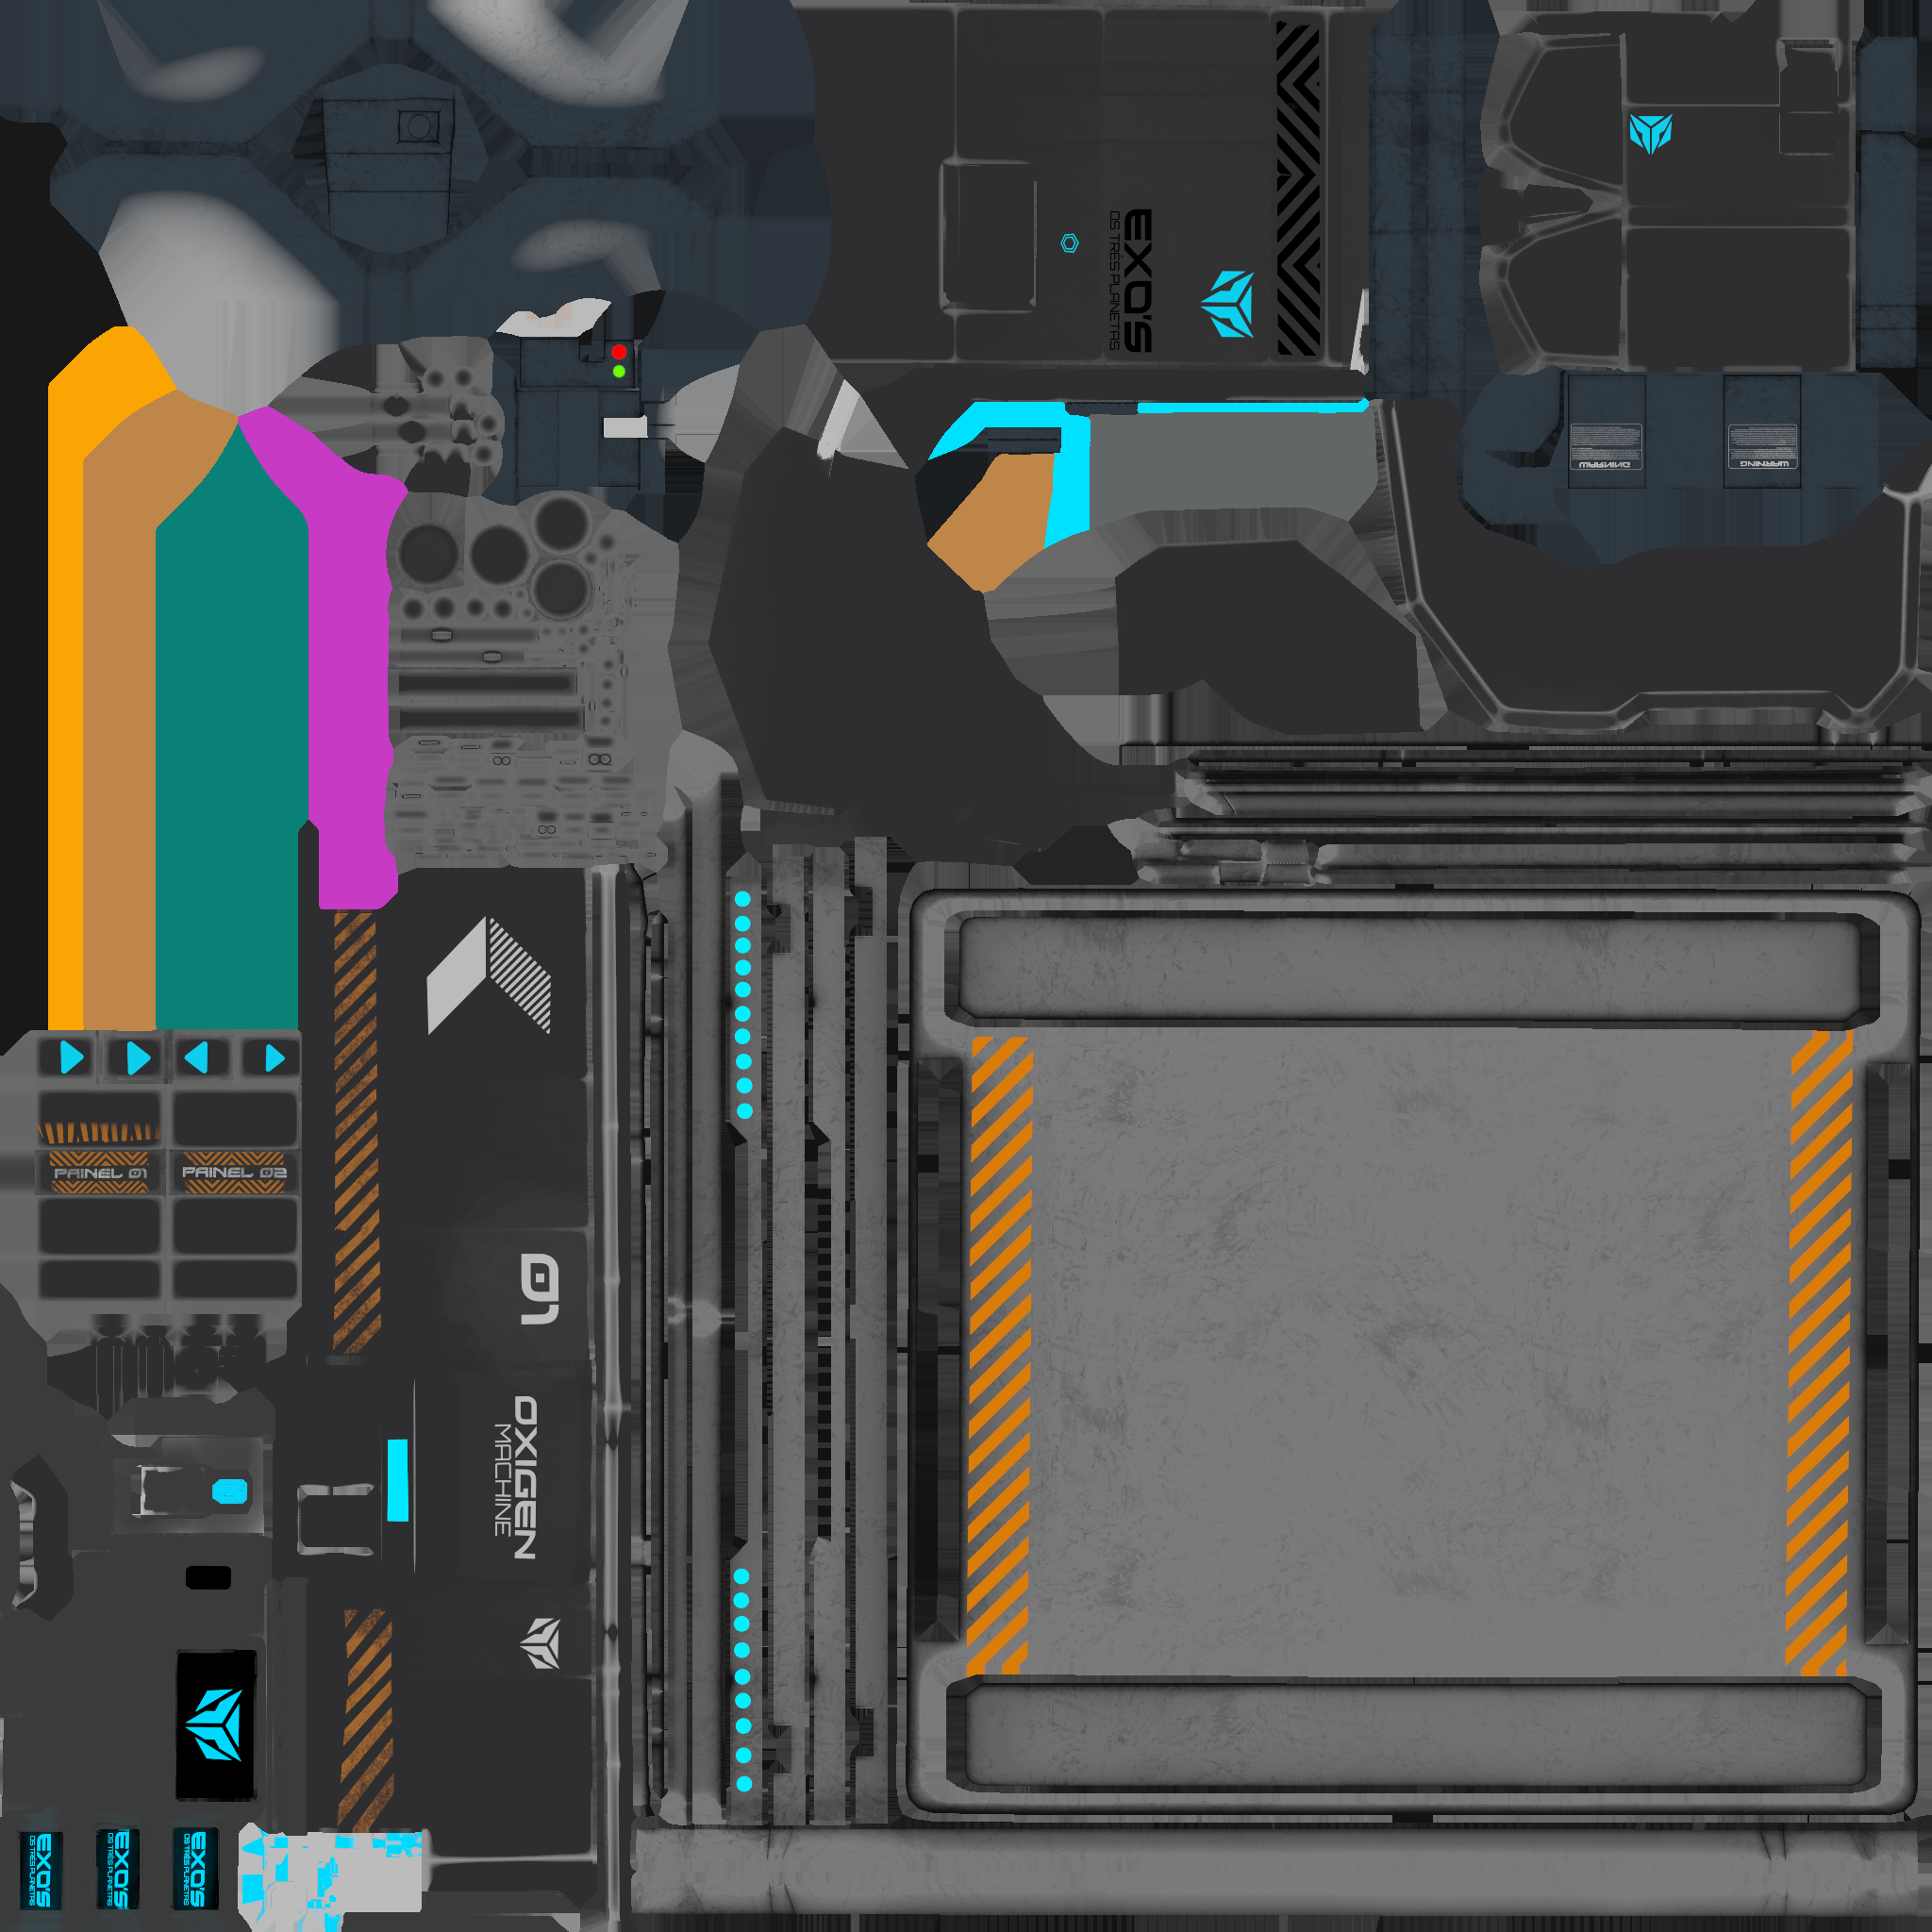 EXO'S
OS TRÊS PLANETAS
WARNING
WARNING
PAINEL 01
PAINEL 02
01
OXIGEN
MACHINE
EXO'S
OS TRES PLANETAS
EXO'S
OS TRES PLANETAS
EXO'S
OS TRES PLANETAS